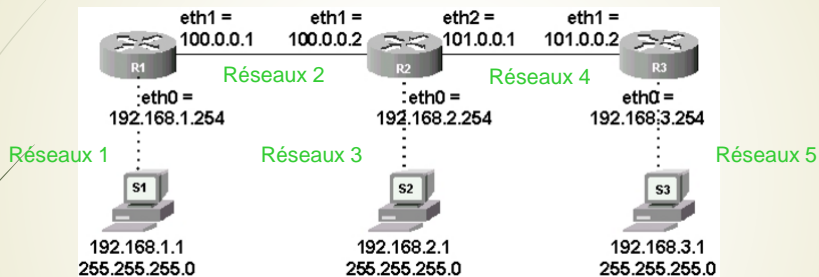 eth1 = eth1 = eth2 = eth1 =
100.0.0.1 100.0.0.2 101.0.0.1 101.0.0.2
R1 R2 R3
Réseaux 2 Réseaux 4
eth0 = eth0 = eth0 =
192.168.1.254 192.168.2.254 192.168.3.254
Réseaux 1 Réseaux 3 Réseaux 5
S1 S2 S3
192.168.1.1 192.168.2.1 192.168.3.1
255.255.255.0 255.255.255.0 255.255.255.0